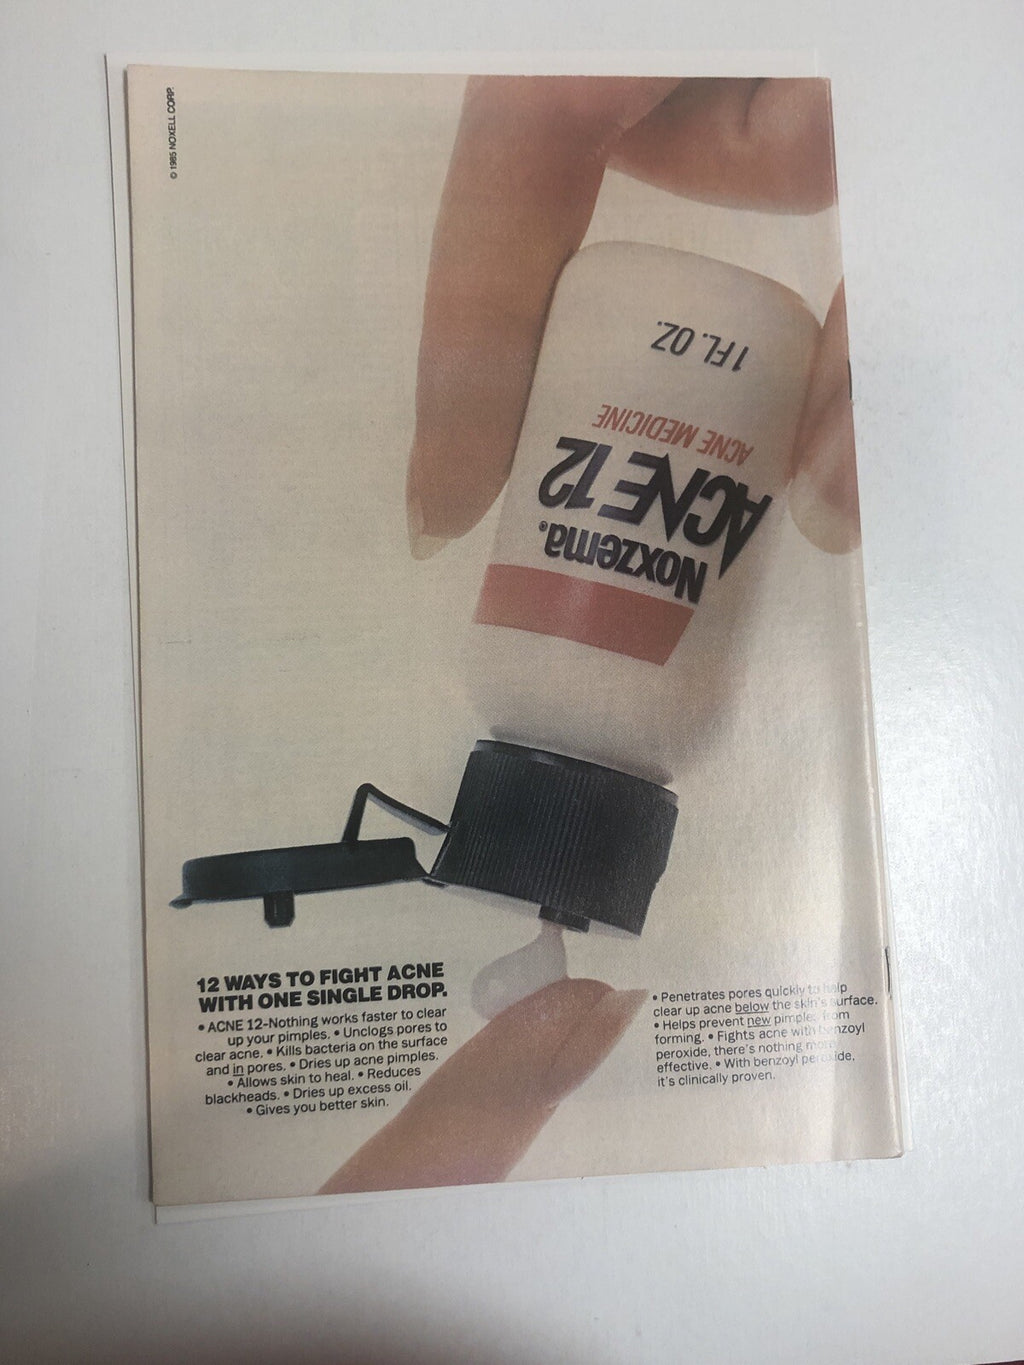 © 1985 NOXELL CORP.
1 FL. OZ.
ACNE MEDICINE
ACNE 12
Noxzema®
12 WAYS TO FIGHT ACNE
WITH ONE SINGLE DROP.
• ACNE 12-Nothing works faster to clear
up your pimples. • Unclogs pores to
clear acne. • Kills bacteria on the surface
and in pores. • Dries up acne pimples.
• Allows skin to heal. • Reduces
blackheads. • Dries up excess oil.
• Gives you better skin.
• Penetrates pores quickly to help
clear up acne below the skin's surface.
• Helps prevent new pimples from
forming. • Fights acne with benzoyl
peroxide, there's nothing more
effective. • With benzoyl peroxide,
it's clinically proven.